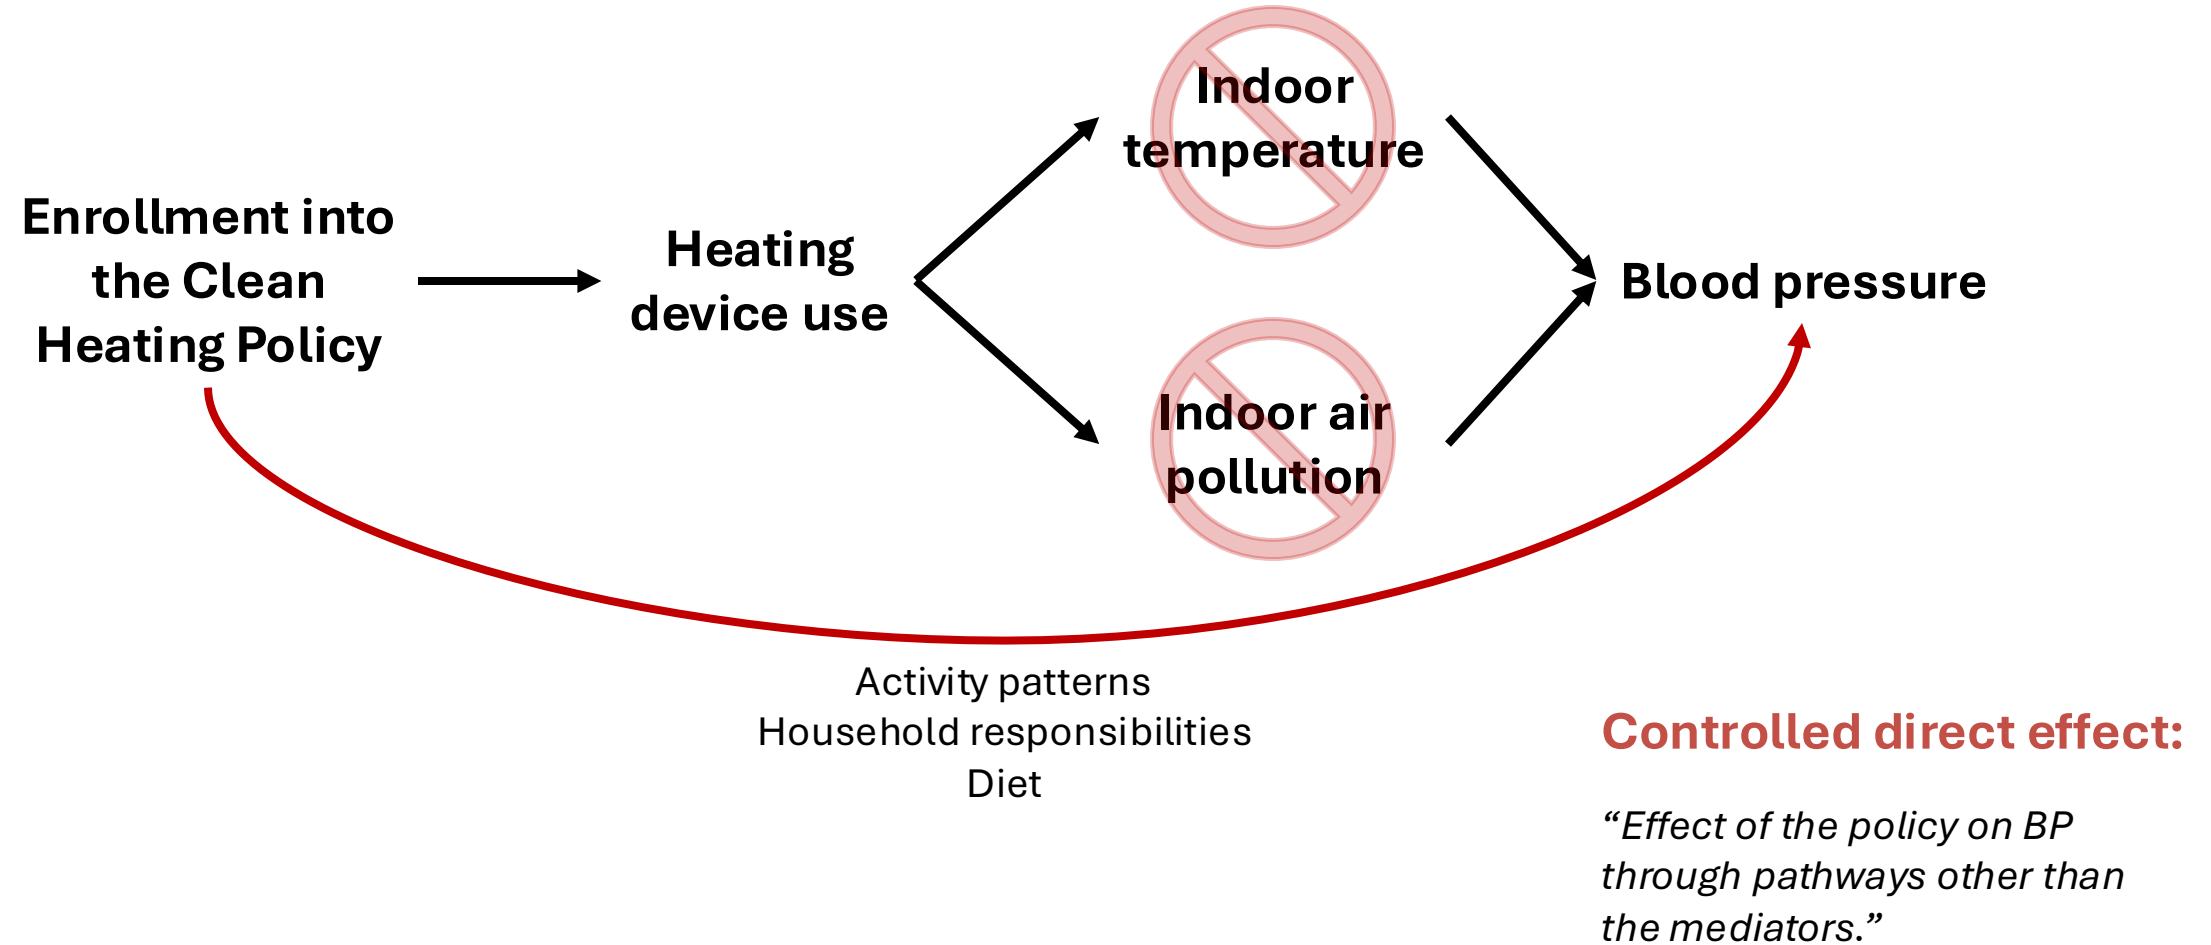 Enrollment into
the Clean
Heating Policy
Heating
device use
Indoor
temperature
Indoor air
pollution
Blood pressure
Activity patterns
Household responsibilities
Diet
Controlled direct effect:
“Effect of the policy on BP
through pathways other than
the mediators.”